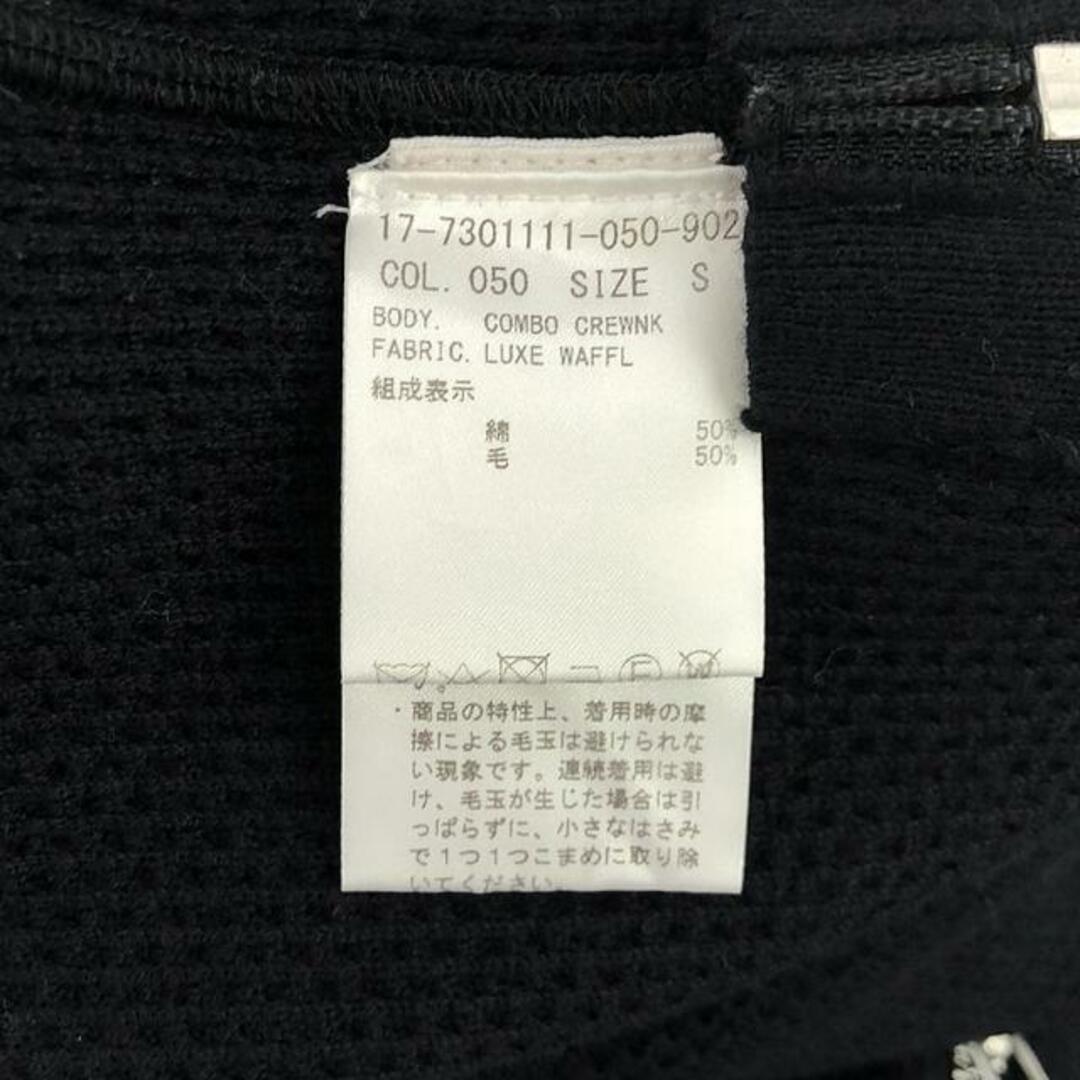 17-7301111-050-902
COL. 050 SIZE S
BODY. COMBO CREWNK
FABRIC. LUXE WAFFL
組成表示
綿 50%
毛 50%
・商品の特性上、着用時の摩
擦による毛玉は避けられな
い現象です。連続着用は避
け、毛玉が生じた場合は引
っぱらずに、小さなはさみ
で1つ1つこまめに取り除
いてください。